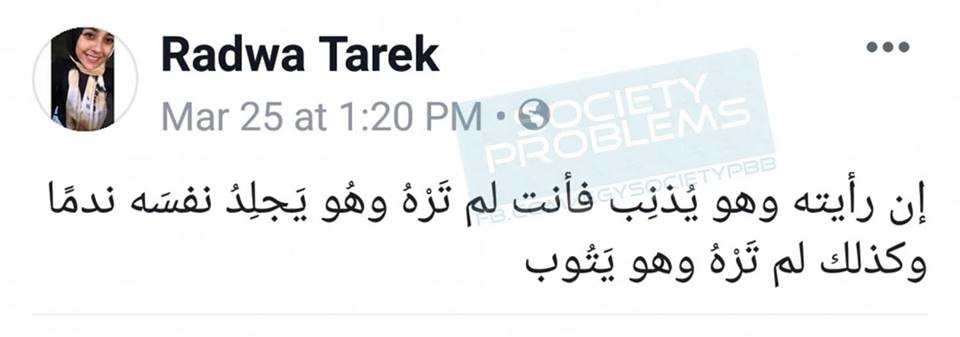 Radwa Tarek
Mar 25 at 1:20 PM •
SOCIETY
PROBLEMS
إن رأيته وهو يُذنِب فأنت لم تَرْهُ وهُو يَجلِدُ نفسَه ندمًا
وكذلك لم تَرْهُ وهو يَتُوب